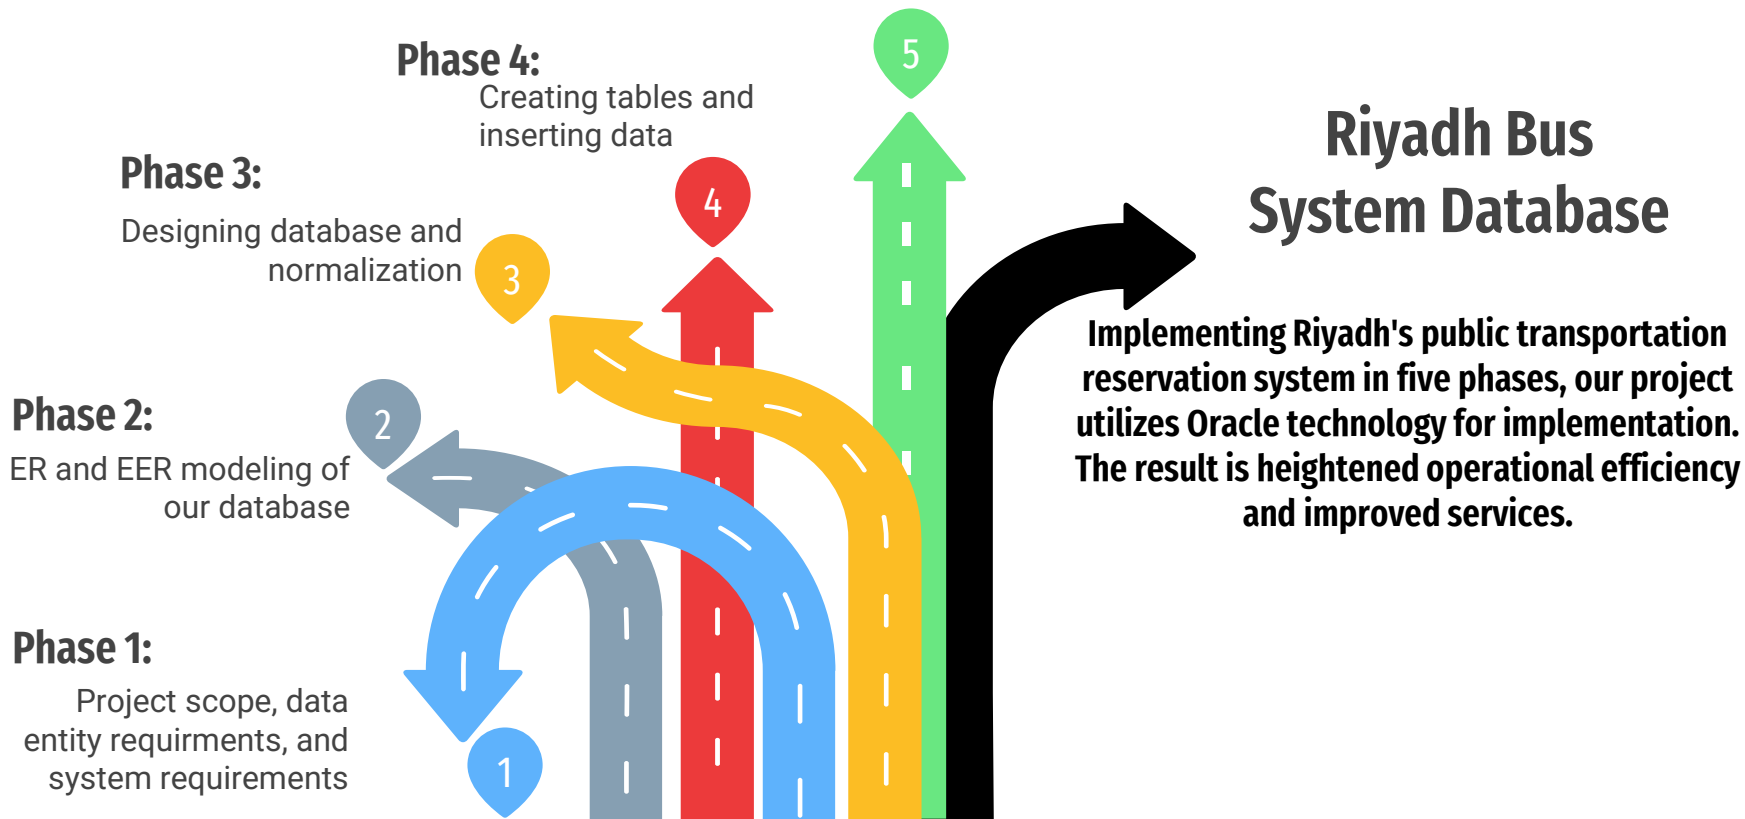 Phase 4:
Creating tables and
inserting data
5
Phase 3:
Designing database and
normalization
4
3
Riyadh Bus
System Database
Implementing Riyadh's public transportation
reservation system in five phases, our project
utilizes Oracle technology for implementation.
The result is heightened operational efficiency
and improved services.
Phase 2:
ER and EER modeling of
our database
2
Phase 1:
Project scope, data
entity requirments, and
system requirements
1